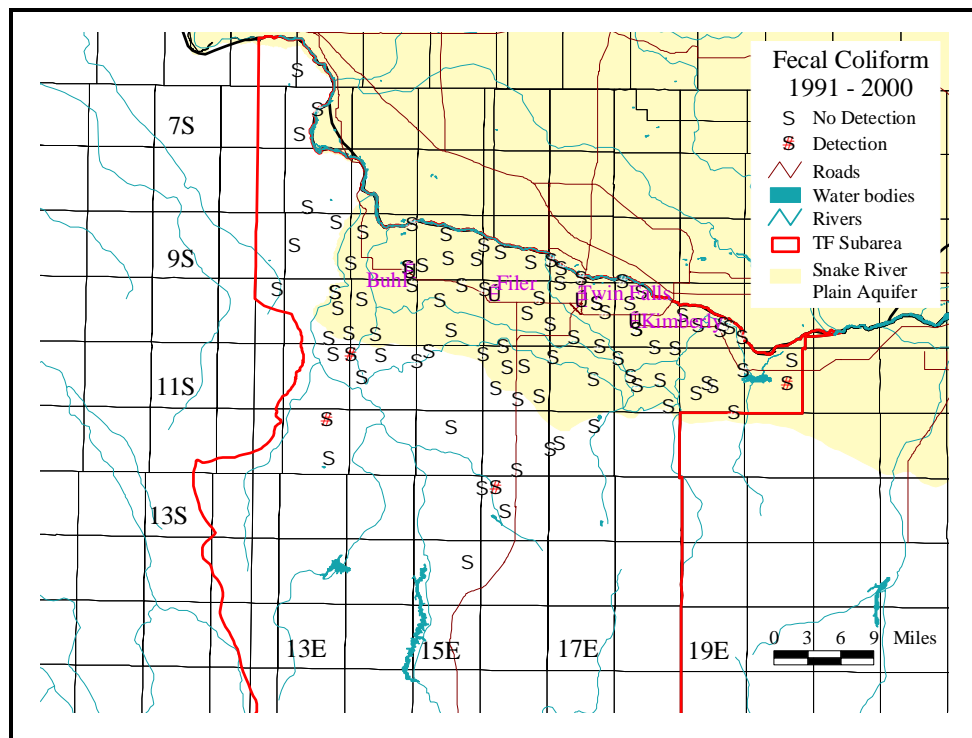 Fecal Coliform
1991 - 2000
S No Detection
S Detection
Roads
Water bodies
Rivers
TF Subarea
Snake River
Plain Aquifer
7S
9S
Buhl
Filer
Twin Falls
Kimberly
11S
13S
13E
15E
17E
19E
0 3 6 9 Miles